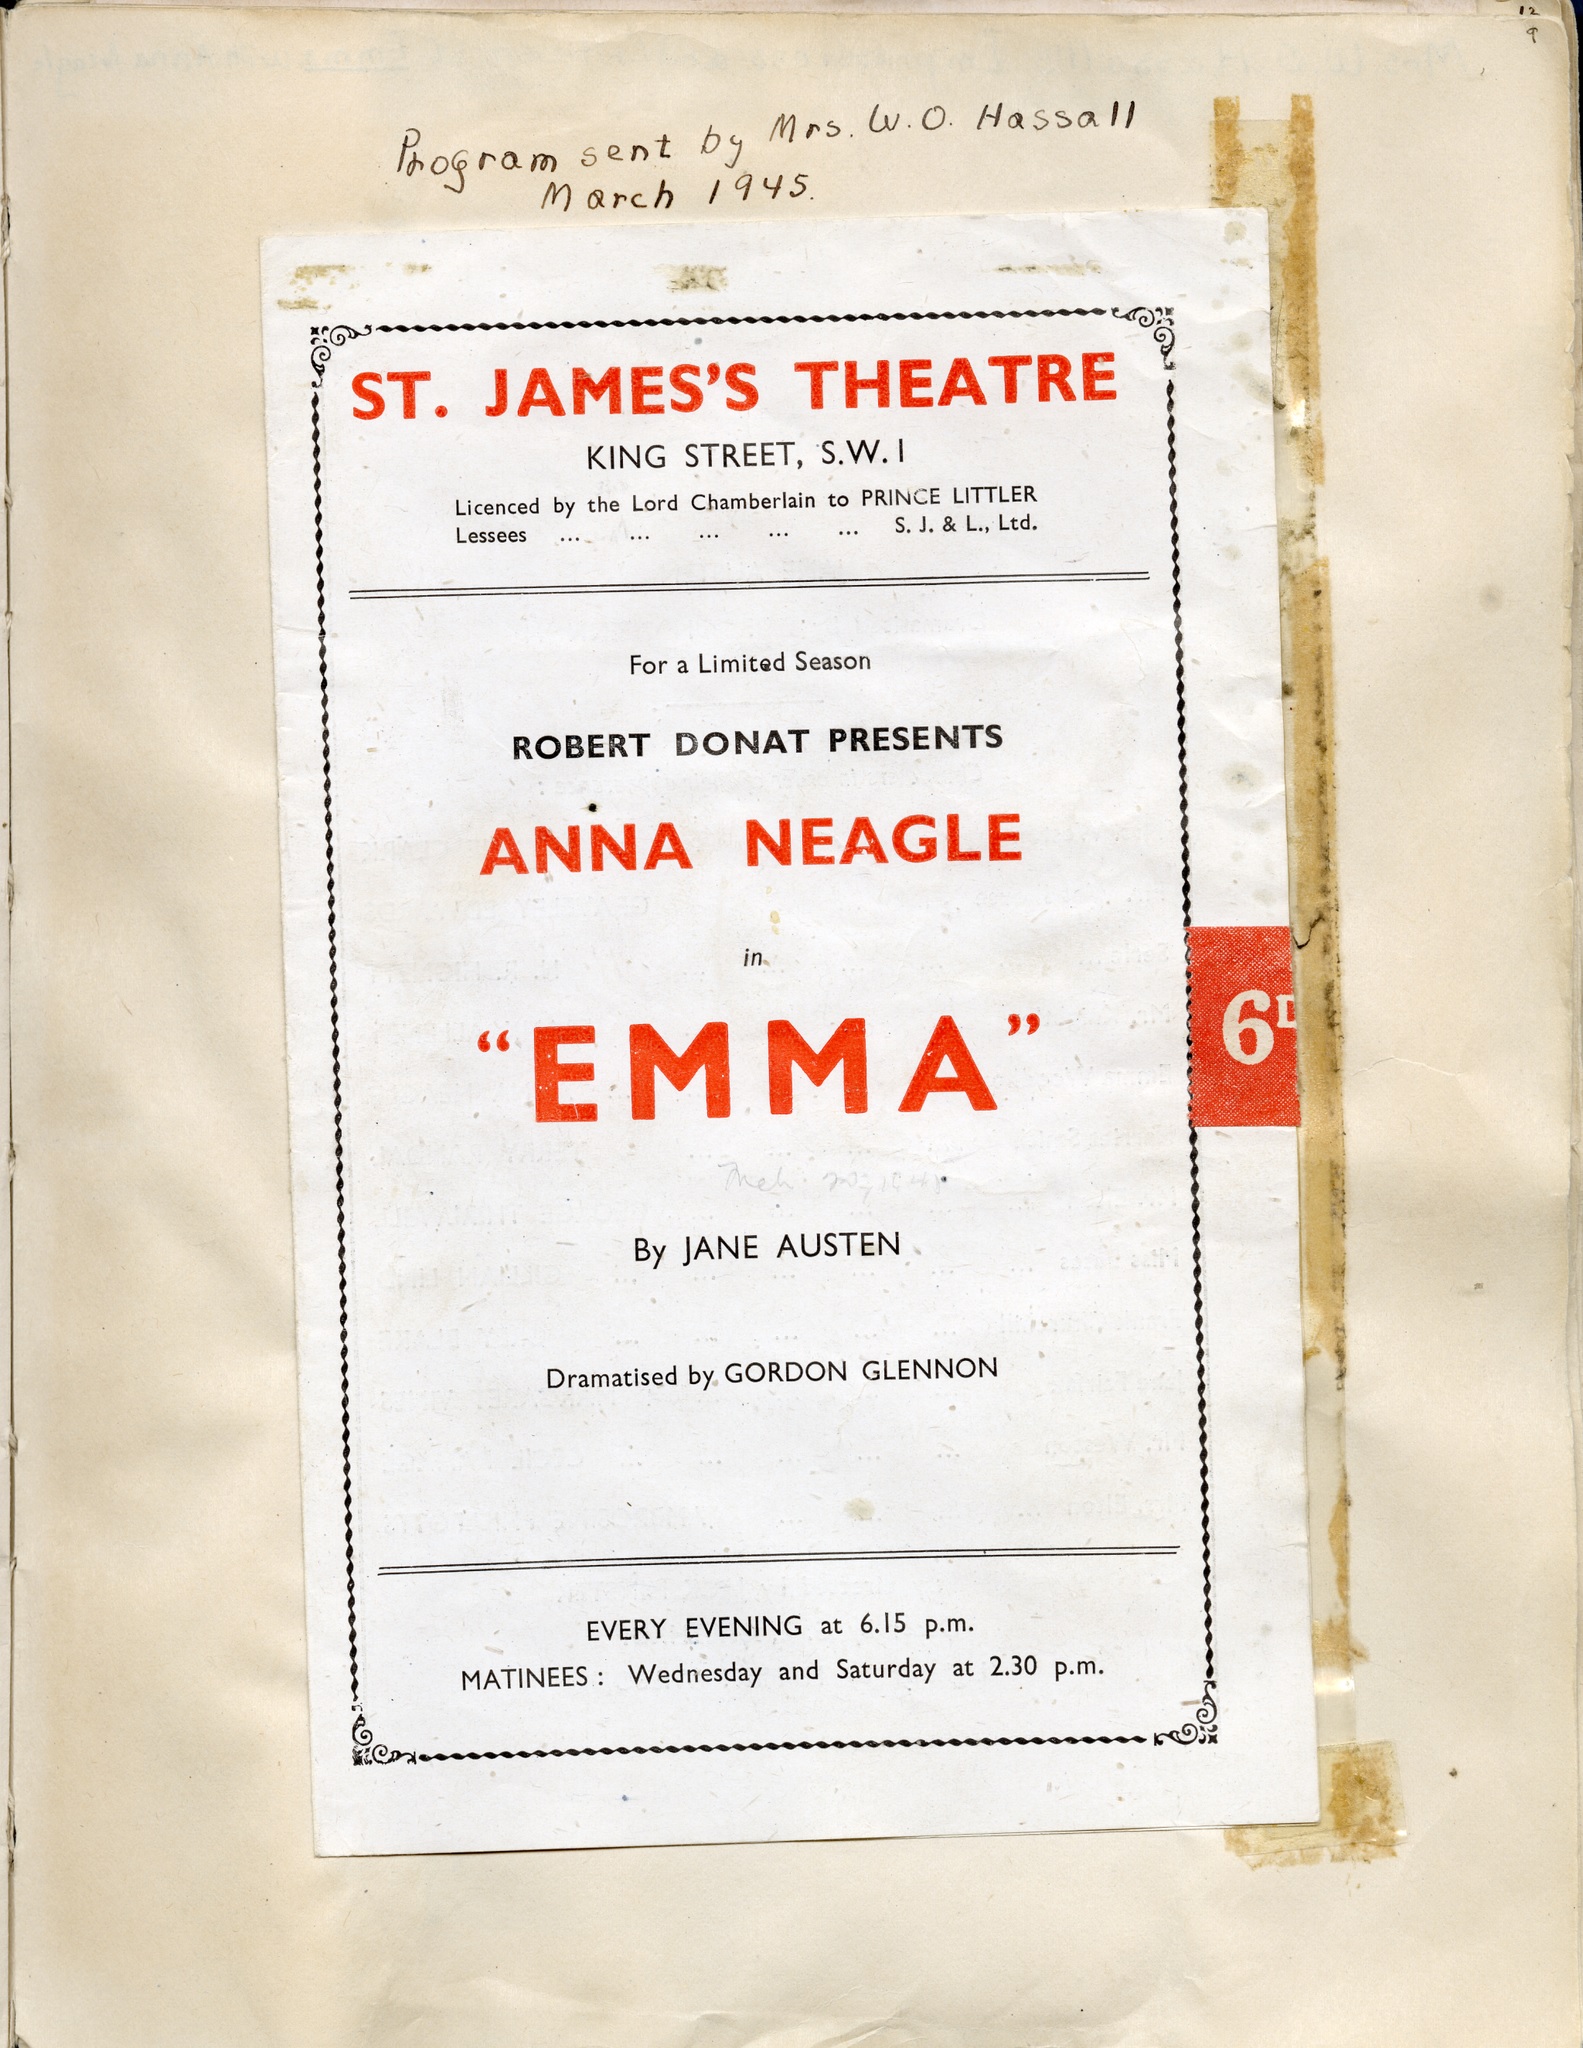 12
9
Program sent by Mrs. W. O. Hassall
March 1945.
ST. JAMES'S THEATRE
KING STREET, S.W.1
Licenced by the Lord Chamberlain to PRINCE LITTLER
Lessees ... ... ... ... ... S. J. & L., Ltd.
For a Limited Season
ROBERT DONAT PRESENTS
ANNA NEAGLE
in
"EMMA"
6D
By JANE AUSTEN
Dramatised by GORDON GLENNON
EVERY EVENING at 6.15 p.m.
MATINEES : Wednesday and Saturday at 2.30 p.m.